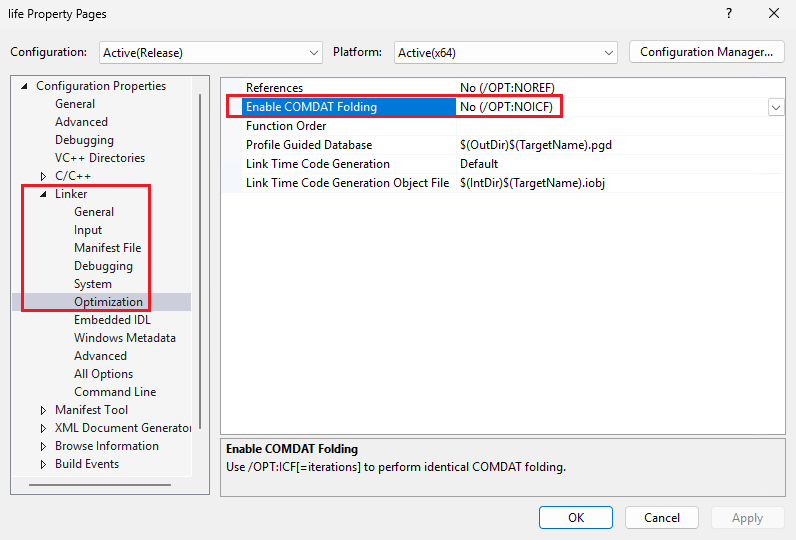 life Property Pages
? ×
Configuration: Active(Release) Platform: Active(x64) Configuration Manager...
Configuration Properties
General
Advanced
Debugging
VC++ Directories
C/C++
Linker
General
Input
Manifest File
Debugging
System
Optimization
Embedded IDL
Windows Metadata
Advanced
All Options
Command Line
Manifest Tool
XML Document Generator
Browse Information
Build Events
References No (/OPT:NOREF)
Enable COMDAT Folding No (/OPT:NOICF)
Function Order
Profile Guided Database $(OutDir)$(TargetName).pgd
Link Time Code Generation Default
Link Time Code Generation Object File $(IntDir)$(TargetName).iobj
Enable COMDAT Folding
Use /OPT:ICF[=iterations] to perform identical COMDAT folding.
OK Cancel Apply